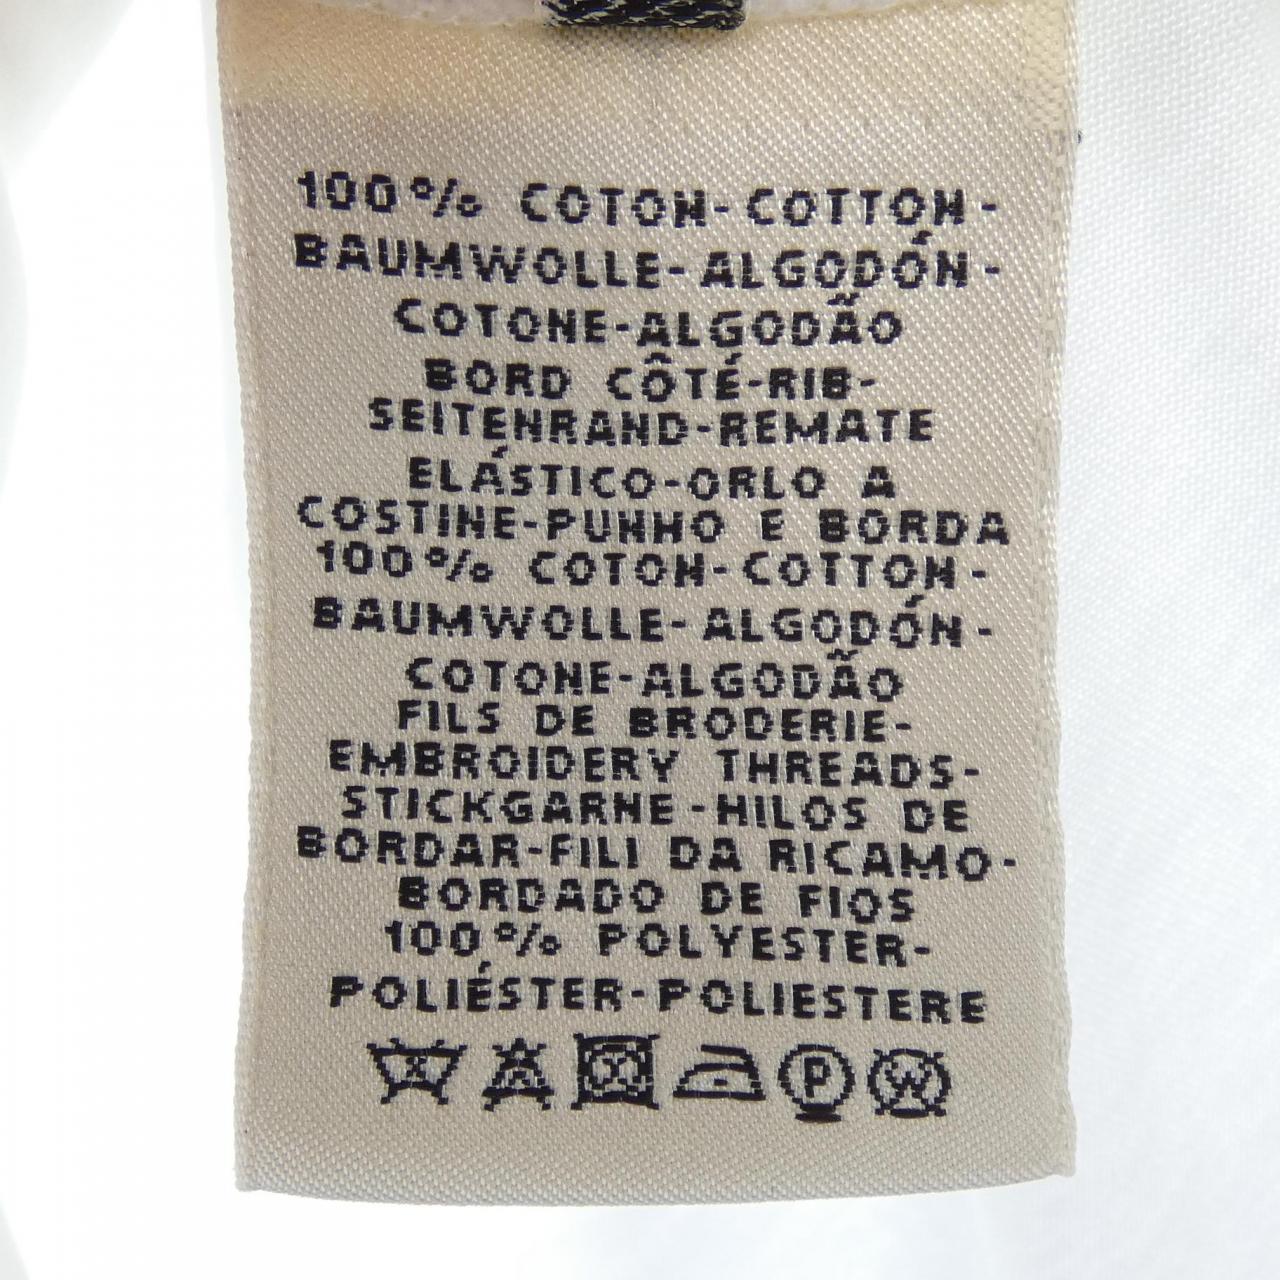 100% COTON-COTTON-
BAUMWOLLE-ALGODÓN-
COTONE-ALGODÃO
BORD CÔTÉ-RIB-
SEITENRAND-REMATE
ELÁSTICO-ORLO A
COSTINE-PUNHO E BORDA
100% COTON-COTTON-
BAUMWOLLE-ALGODÓN-
COTONE-ALGODÃO
FILS DE BRODERIE-
EMBROIDERY THREADS-
STICKGARNE-HILOS DE
BORDAR-FILI DA RICAMO-
BORDADO DE FIOS
100% POLYESTER-
POLIÉSTER-POLIESTERE
P W